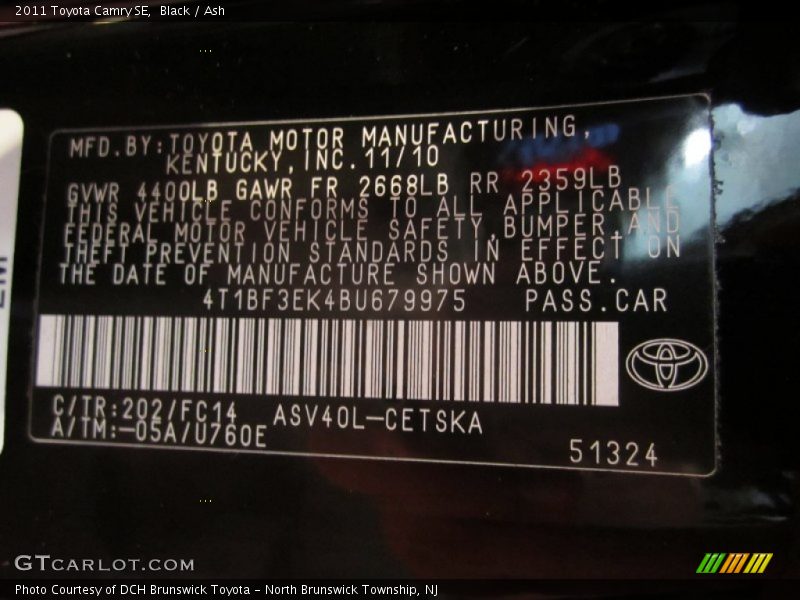 2011 Toyota Camry SE, Black / Ash
MFD.BY:TOYOTA MOTOR MANUFACTURING,
KENTUCKY,INC.11/10
GVWR 4400LB GAWR FR 2668LB RR 2359LB
THIS VEHICLE CONFORMS TO ALL APPLICABLE
FEDERAL MOTOR VEHICLE SAFETY,BUMPER,AND
THEFT PREVENTION STANDARDS IN EFFECT ON
THE DATE OF MANUFACTURE SHOWN ABOVE.
4T1BF3EK4BU679975 PASS.CAR
C/TR:202/FC14 ASV40L-CETSKA
A/TM:-05A/U760E
51324
GTCARLOT.COM
Photo Courtesy of DCH Brunswick Toyota - North Brunswick Township, NJ